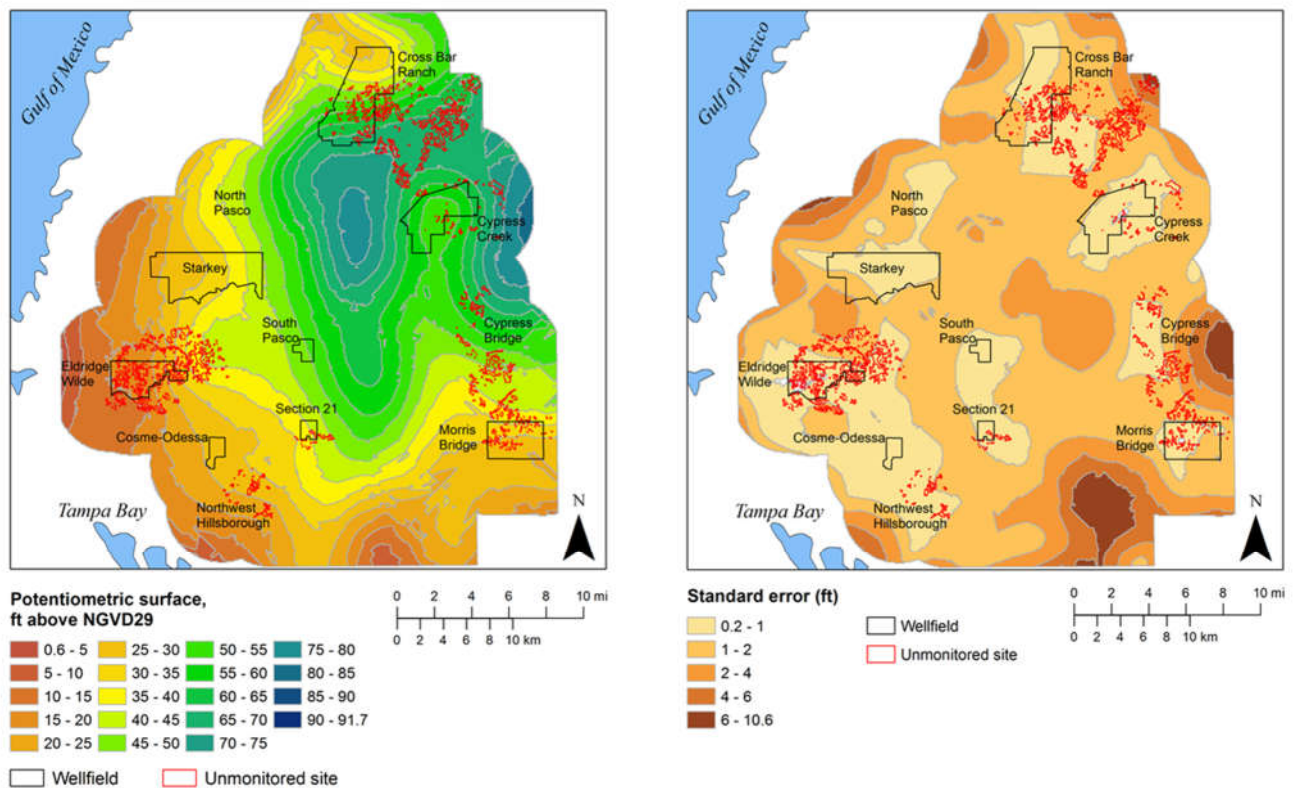 Gulf of Mexico
Cross Bar
Ranch
North
Pasco
Cypress
Creek
Starkey
South
Pasco
Cypress
Bridge
Eldridge
Wilde
Section 21
Cosme-Odessa
Morris
Bridge
Tampa Bay
Northwest
Hillsborough
N
Potentiometric surface,
ft above NGVD29
0.6 - 5
5 - 10
10 - 15
15 - 20
20 - 25
25 - 30
30 - 35
35 - 40
40 - 45
45 - 50
50 - 55
55 - 60
60 - 65
65 - 70
70 - 75
75 - 80
80 - 85
85 - 90
90 - 91.7
Wellfield
Unmonitored site
0 2 4 6 8 10 mi
0 2 4 6 8 10 km
Gulf of Mexico
Cross Bar
Ranch
North
Pasco
Cypress
Creek
Starkey
South
Pasco
Cypress
Bridge
Eldridge
Wilde
Section 21
Cosme-Odessa
Morris
Bridge
Tampa Bay
Northwest
Hillsborough
N
Standard error (ft)
0.2 - 1
1 - 2
2 - 4
4 - 6
6 - 10.6
Wellfield
Unmonitored site
0 2 4 6 8 10 mi
0 2 4 6 8 10 km